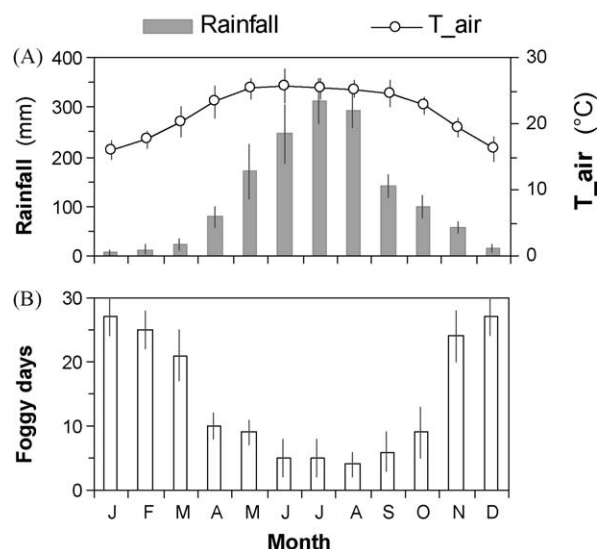 Rainfall T_air
(A)
400
300
200
100
0
Rainfall (mm)
30
20
10
0
T_air (°C)
(B)
30
20
10
0
Foggy days
J F M A M J J A S O N D
Month